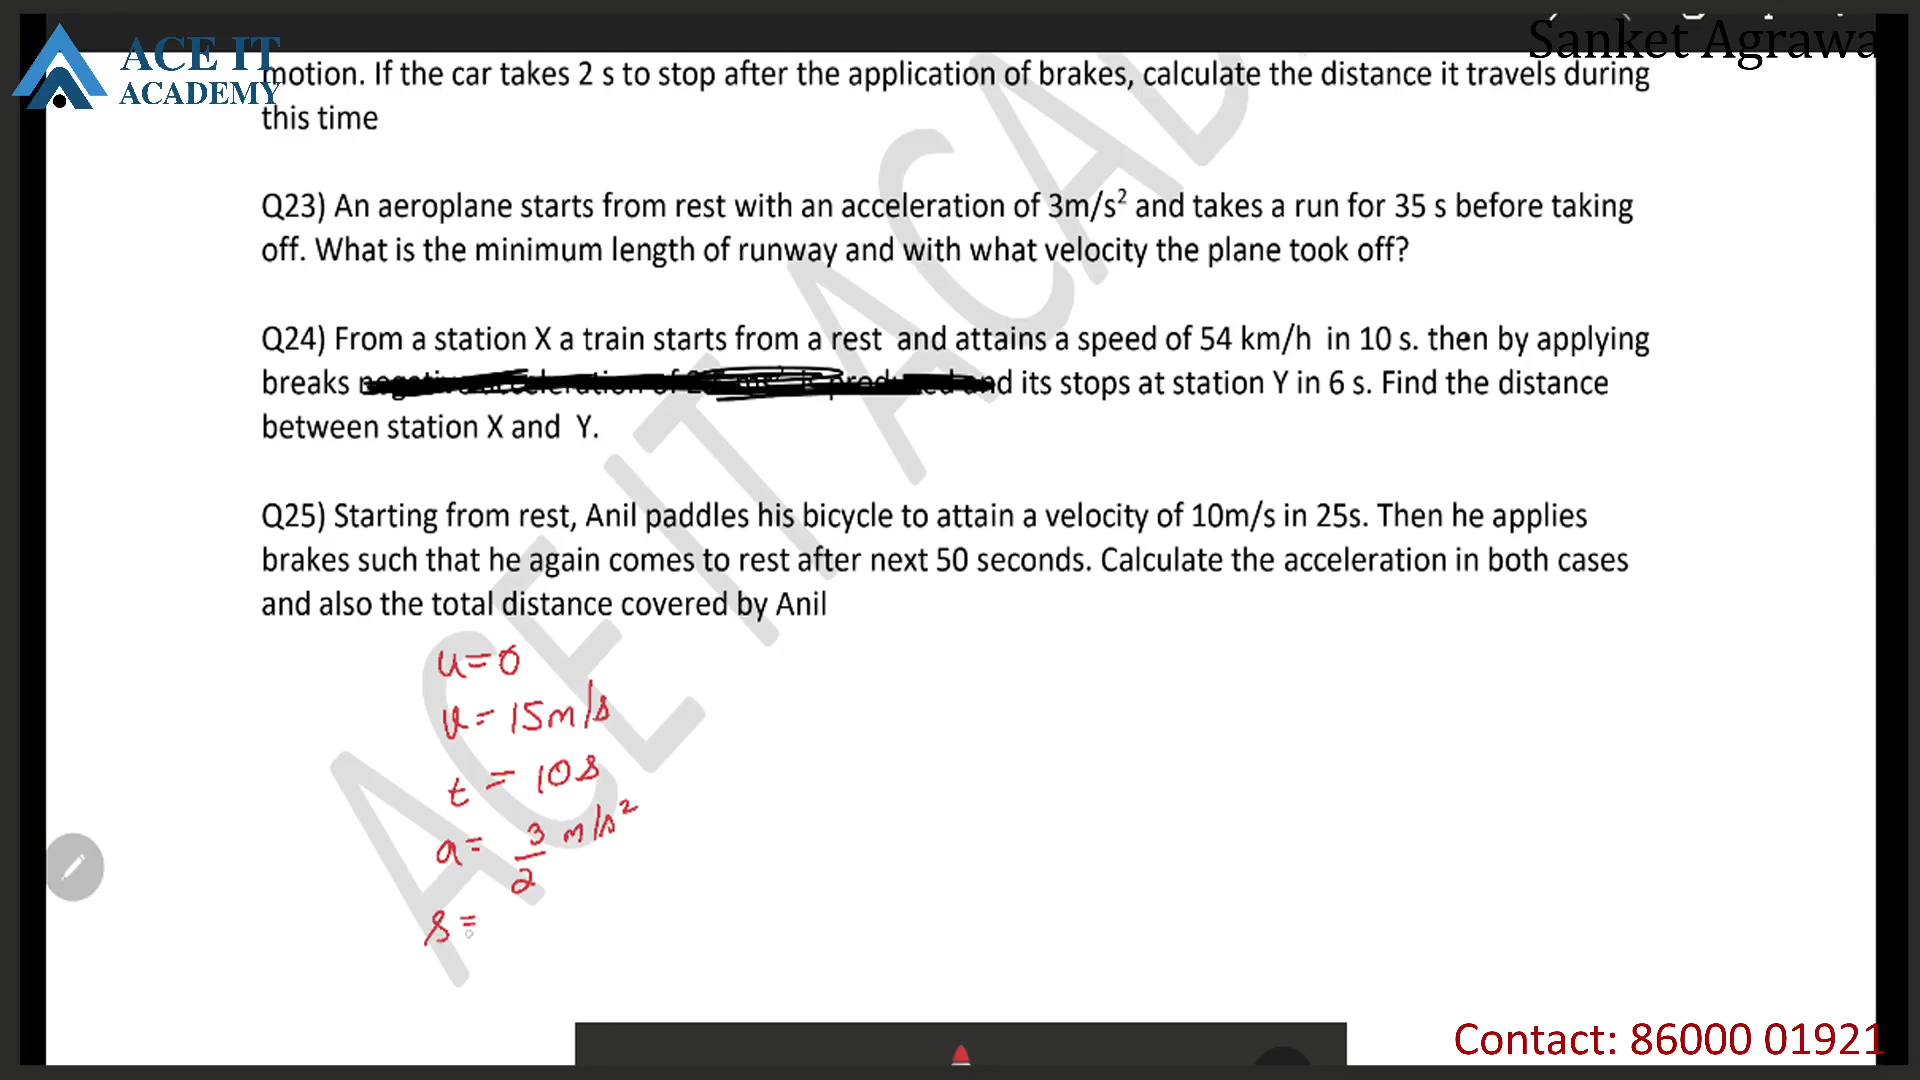 Sanket Agrawa
ACE IT
ACADEMY
motion. If the car takes 2 s to stop after the application of brakes, calculate the distance it travels during
this time
Q23) An aeroplane starts from rest with an acceleration of 3m/s² and takes a run for 35 s before taking
off. What is the minimum length of runway and with what velocity the plane took off?
Q24) From a station X a train starts from a rest and attains a speed of 54 km/h in 10 s. then by applying
breaks its stops at station Y in 6 s. Find the distance
between station X and Y.
Q25) Starting from rest, Anil paddles his bicycle to attain a velocity of 10m/s in 25s. Then he applies
brakes such that he again comes to rest after next 50 seconds. Calculate the acceleration in both cases
and also the total distance covered by Anil
u=0
v= 15m/s
t = 10s
a= 3/2 m/s²
s =
ACE IT ACAD
Contact: 86000 01921